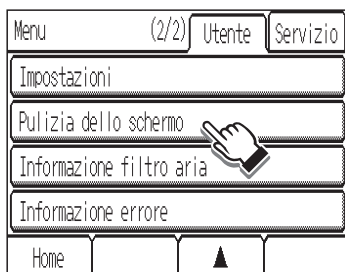 Menu (2/2) Utente Servizio
Impostazioni
Pulizia dello schermo
Informazione filtro aria
Informazione errore
Home ▲